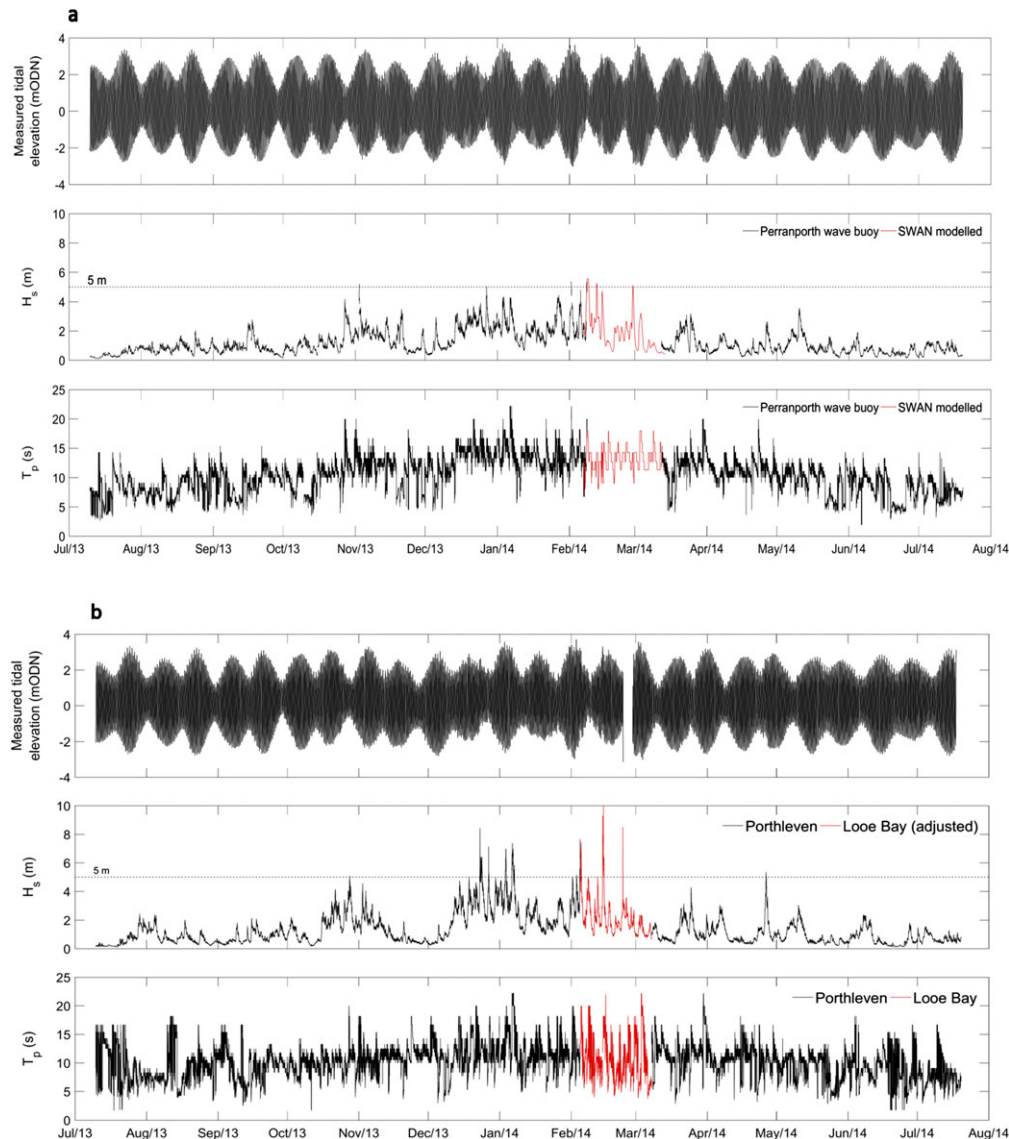 a
Measured tidal
elevation (mODN)
4
2
0
-2
-4
H_s (m)
10
8
6
4
2
0
5 m
Perranporth wave buoy SWAN modelled
T_p (s)
25
20
15
10
5
0
Perranporth wave buoy SWAN modelled
Jul/13 Aug/13 Sep/13 Oct/13 Nov/13 Dec/13 Jan/14 Feb/14 Mar/14 Apr/14 May/14 Jun/14 Jul/14 Aug/14
b
Measured tidal
elevation (mODN)
4
2
0
-2
-4
H_s (m)
10
8
6
4
2
0
5 m
Porthleven Looe Bay (adjusted)
T_p (s)
25
20
15
10
5
0
Porthleven Looe Bay
Jul/13 Aug/13 Sep/13 Oct/13 Nov/13 Dec/13 Jan/14 Feb/14 Mar/14 Apr/14 May/14 Jun/14 Jul/14 Aug/14